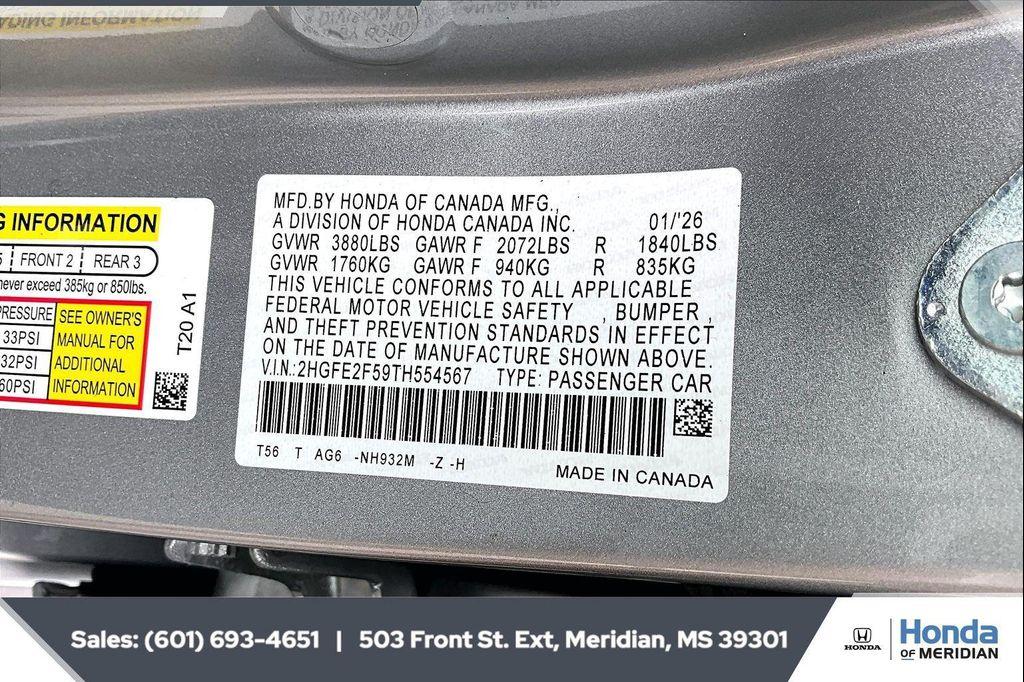 G INFORMATION
5 FRONT 2 REAR 3
never exceed 385kg or 850lbs.
PRESSURE
33PSI
32PSI
60PSI
SEE OWNER'S
MANUAL FOR
ADDITIONAL
INFORMATION
T20 A1
MFD.BY HONDA OF CANADA MFG.,
A DIVISION OF HONDA CANADA INC. 01/'26
GVWR 3880LBS GAWR F 2072LBS R 1840LBS
GVWR 1760KG GAWR F 940KG R 835KG
THIS VEHICLE CONFORMS TO ALL APPLICABLE
FEDERAL MOTOR VEHICLE SAFETY , BUMPER ,
AND THEFT PREVENTION STANDARDS IN EFFECT
ON THE DATE OF MANUFACTURE SHOWN ABOVE.
V.I.N.:2HGFE2F59TH554567 TYPE: PASSENGER CAR
T56 T AG6 -NH932M -Z -H
MADE IN CANADA
Sales: (601) 693-4651 | 503 Front St. Ext, Meridian, MS 39301
HONDA
Honda
OF MERIDIAN